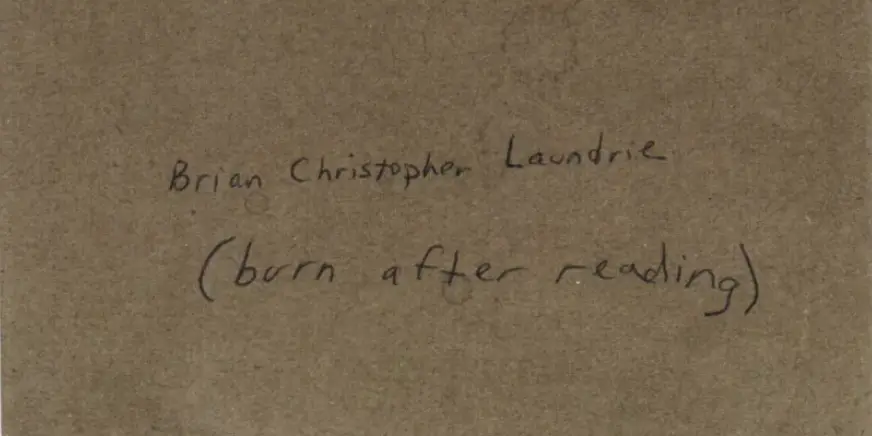 Brian Christopher Laundrie
(burn after reading)